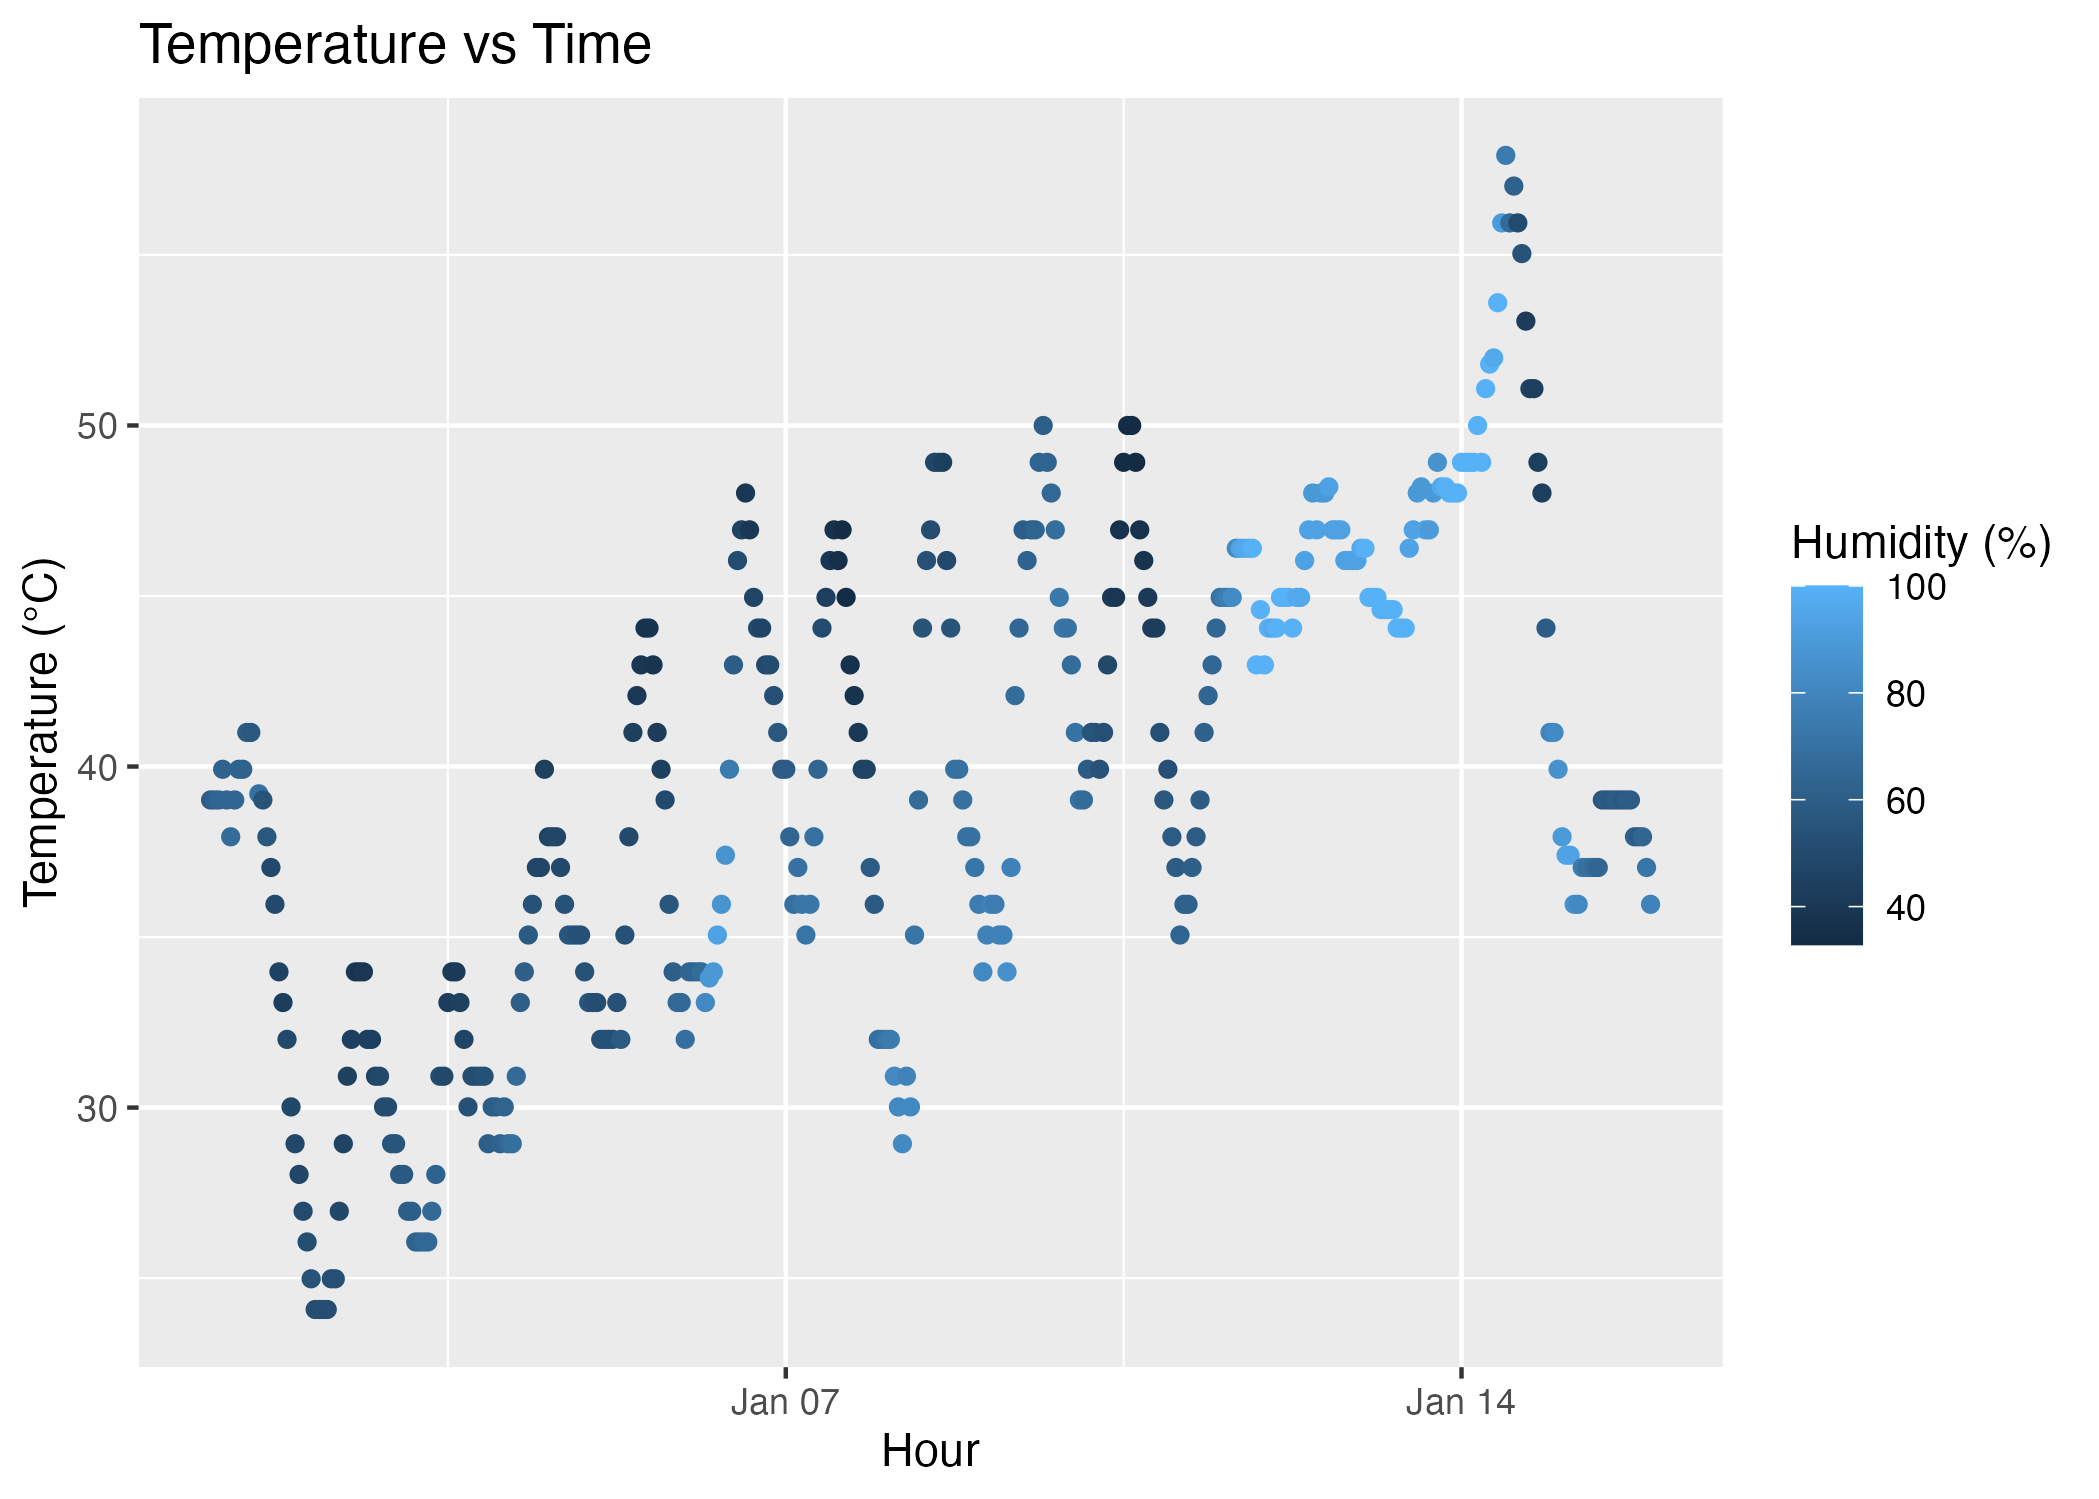 Temperature vs Time
Temperature (°C)
50
40
30
Jan 07
Jan 14
Hour
Humidity (%)
100
80
60
40